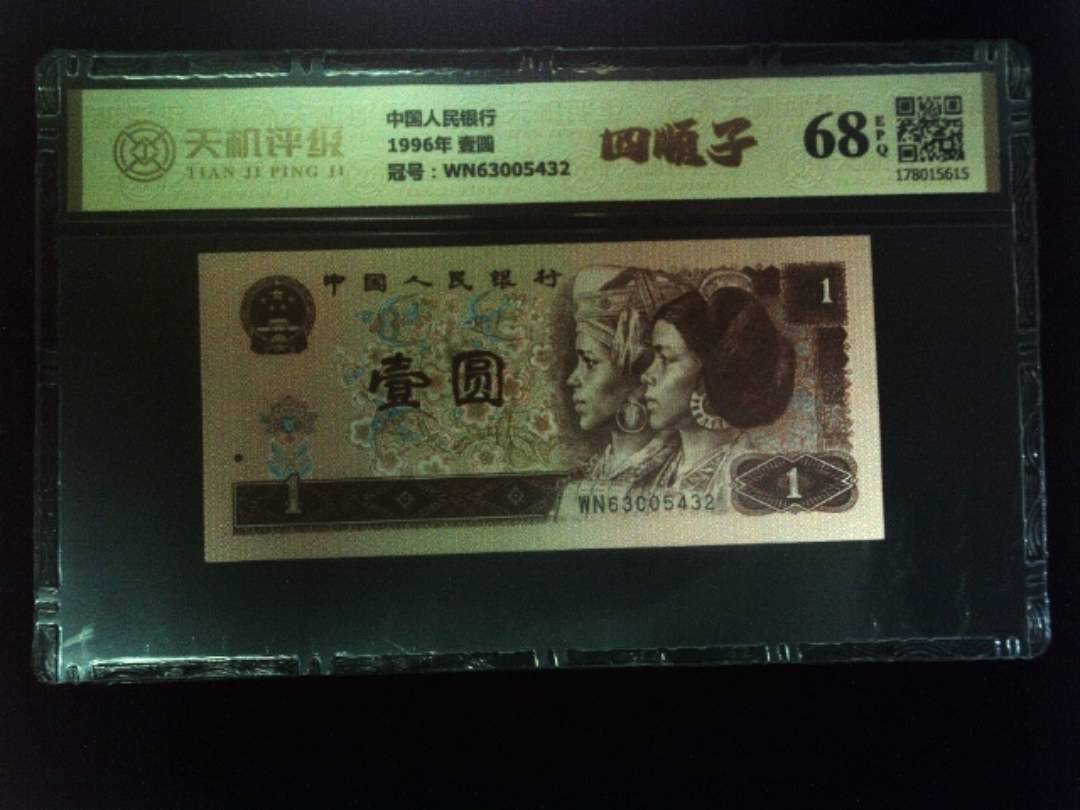 天机评级
TIAN JI PING JI
中国人民银行
1996年 壹圆
冠号：WN63005432
四顺子
68
EPQ
178015615
中国人民银行
1
壹圆
1
WN63005432
1